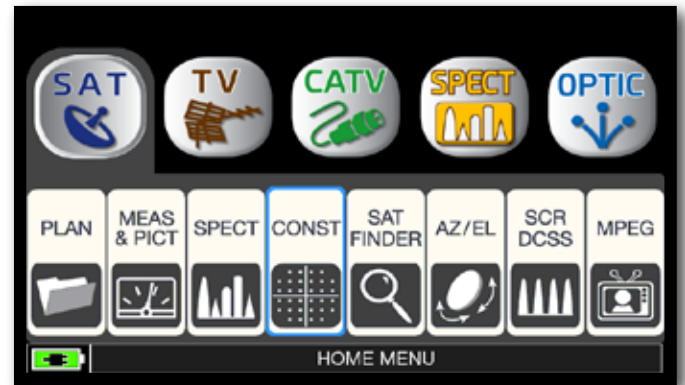 SAT
TV
CATV
SPECT
OPTIC
PLAN
MEAS
& PICT
SPECT
CONST
SAT
FINDER
AZ/EL
SCR
DCSS
MPEG
HOME MENU